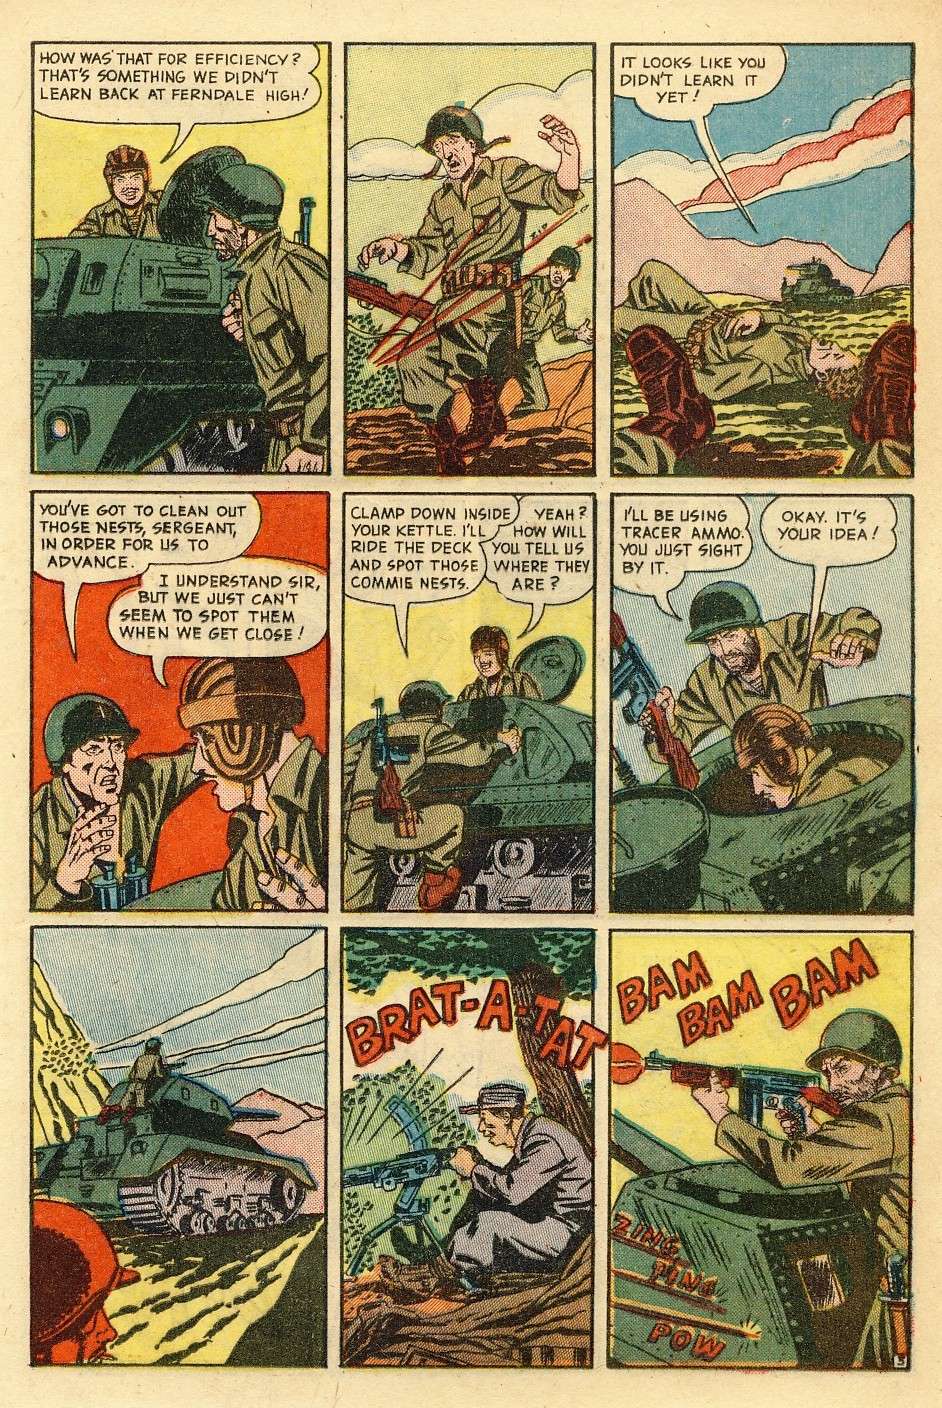 HOW WAS THAT FOR EFFICIENCY?
THAT'S SOMETHING WE DIDN'T
LEARN BACK AT FERNDALE HIGH!
IT LOOKS LIKE YOU
DIDN'T LEARN IT
YET!
YOU'VE GOT TO CLEAN OUT
THOSE NESTS, SERGEANT,
IN ORDER FOR US TO
ADVANCE.
I UNDERSTAND SIR,
BUT WE JUST CAN'T
SEEM TO SPOT THEM
WHEN WE GET CLOSE!
CLAMP DOWN INSIDE
YOUR KETTLE. I'LL
RIDE THE DECK
AND SPOT THOSE
COMMIE NESTS.
YEAH?
HOW WILL
YOU TELL US
WHERE THEY
ARE?
I'LL BE USING
TRACER AMMO.
YOU JUST SIGHT
BY IT.
OKAY. IT'S
YOUR IDEA!
BRAT-A-TAT
BAM
BAM
BAM
ZING
PING
POW
3